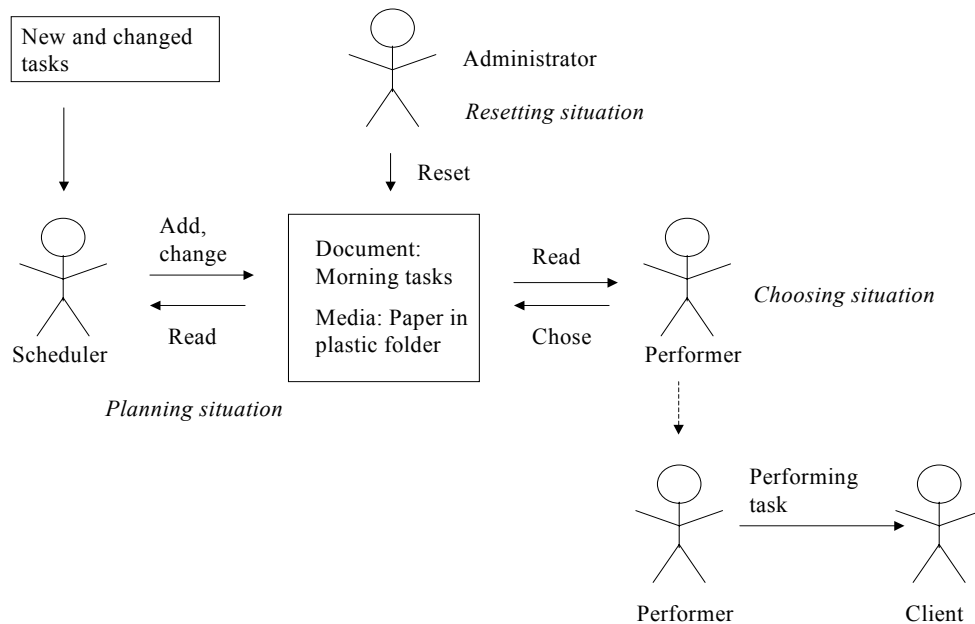 New and changed
tasks
Administrator
Resetting situation
Reset
Add,
change
Read
Scheduler
Planning situation
Document:
Morning tasks
Media: Paper in
plastic folder
Read
Chose
Performer
Choosing situation
Performing
task
Performer
Client